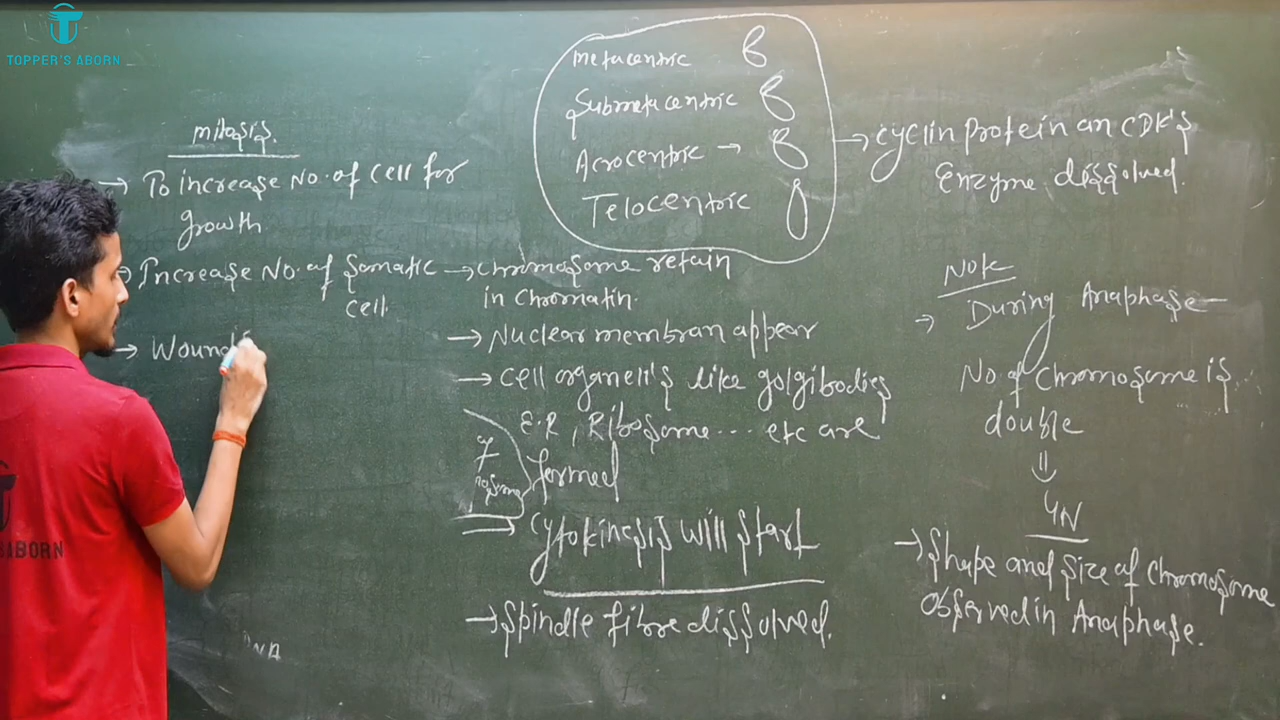 TOPPER'S ABORN
mitosis.
→ To increase No. of cell for
growth
→ Increase No. of Somatic
cell.
→ Wound
metacentric
Submetacentric
Acrocentric →
Telocentric
→ cyclin protein an CDK's
Enzyme dissolved.
→ Chromosome retain
in Chromatin.
→ Nuclear membran appear
→ Cell organell's like golgibodies
E.R, Ribosome... etc are
formed
→ cytokinesis will start
→ Spindle fibre dissolved.
Note
→ During Anaphase —
No of Chromosome is
double
⇓
4N
→ Shape and size of chromosome
observed in Anaphase.
DNA
ABORN